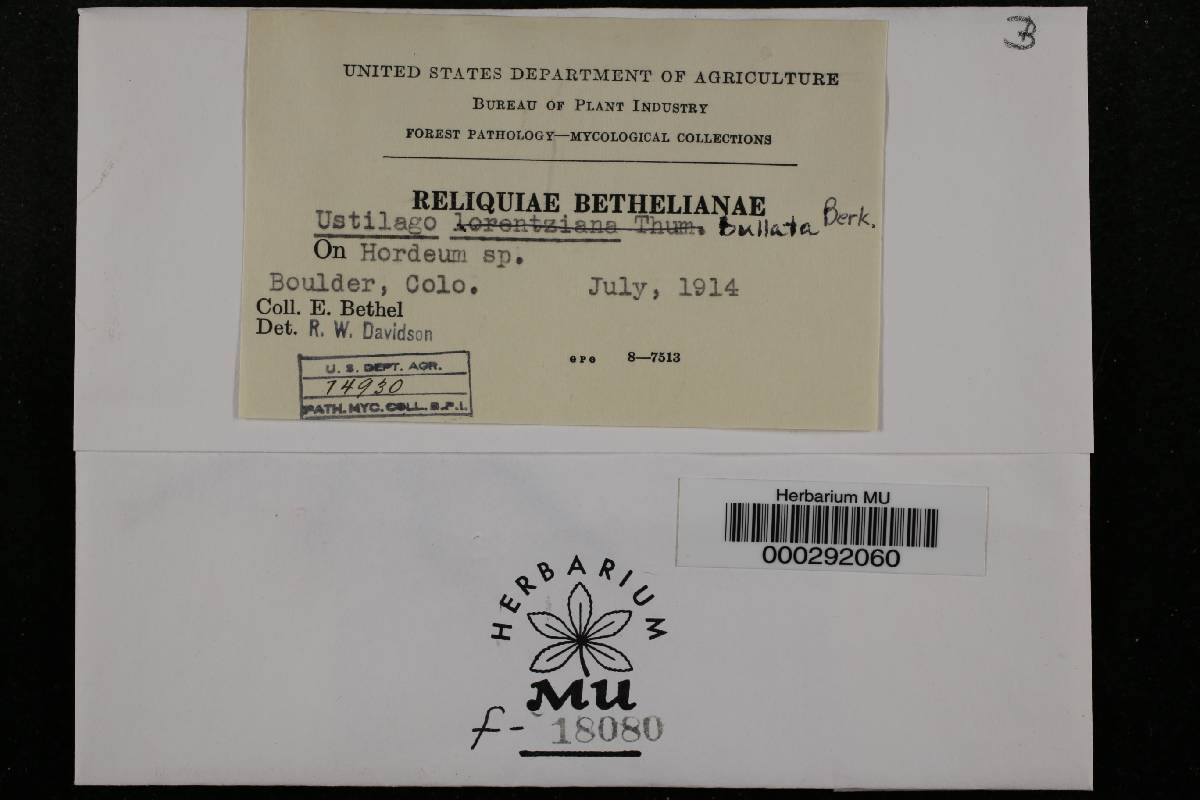 3
UNITED STATES DEPARTMENT OF AGRICULTURE
BUREAU OF PLANT INDUSTRY
FOREST PATHOLOGY—MYCOLOGICAL COLLECTIONS
RELIQUIAE BETHELIANAE
Ustilago lorentziana Thum. bullata Berk.
On Hordeum sp.
Boulder, Colo. July, 1914
Coll. E. Bethel
Det. R. W. Davidson
GPO 8—7513
U. S. DEPT. AGR.
74930
PATH. MYC. COLL. B.P.I.
Herbarium MU
000292060
HERBARIUM
MU
f- 18080